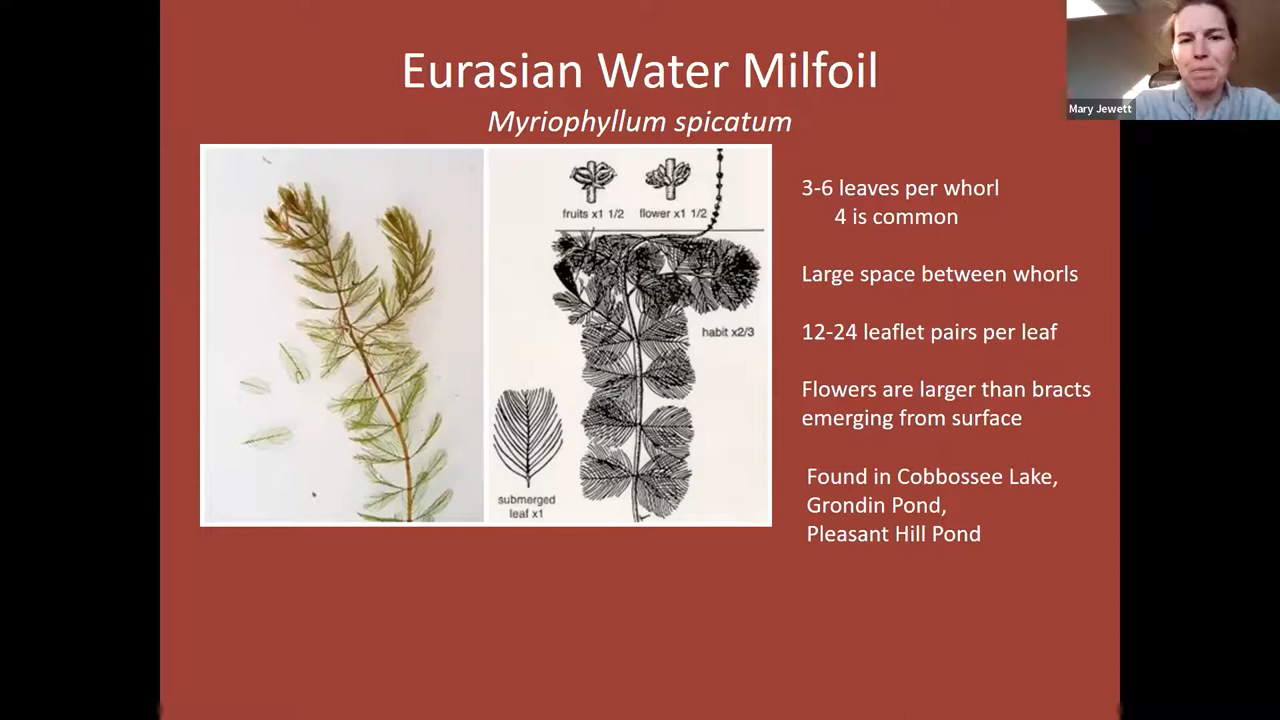 Eurasian Water Milfoil
Myriophyllum spicatum
Mary Jewett
fruits x1 1/2
flower x1 1/2
habit x2/3
submerged
leaf x1
3-6 leaves per whorl
4 is common
Large space between whorls
12-24 leaflet pairs per leaf
Flowers are larger than bracts
emerging from surface
Found in Cobbossee Lake,
Grondin Pond,
Pleasant Hill Pond